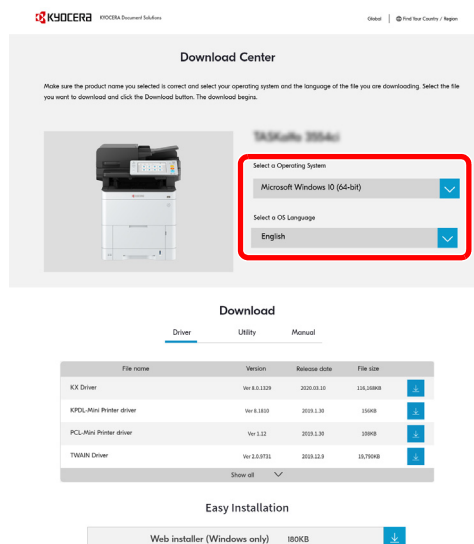 KYOCERA KYOCERA Document Solutions Global Find Your Country / Region
Download Center
Make sure the product name you selected is correct and select your operating system and the language of the file you are downloading. Select the file
you want to download and click the Download button. The download begins.
Select a Operating System
Microsoft Windows 10 (64-bit)
Select a OS Language
English
Download
Driver Utility Manual
File name Version Release date File size
KX Driver Ver 8.0.1329 2020.03.10 116,168KB
KPDL-Mini Printer driver Ver 8.1810 2019.1.30 156KB
PCL-Mini Printer driver Ver 1.12 2019.1.30 108KB
TWAIN Driver Ver 2.0.9731 2019.12.9 19,790KB
Show all
Easy Installation
Web installer (Windows only) 180KB